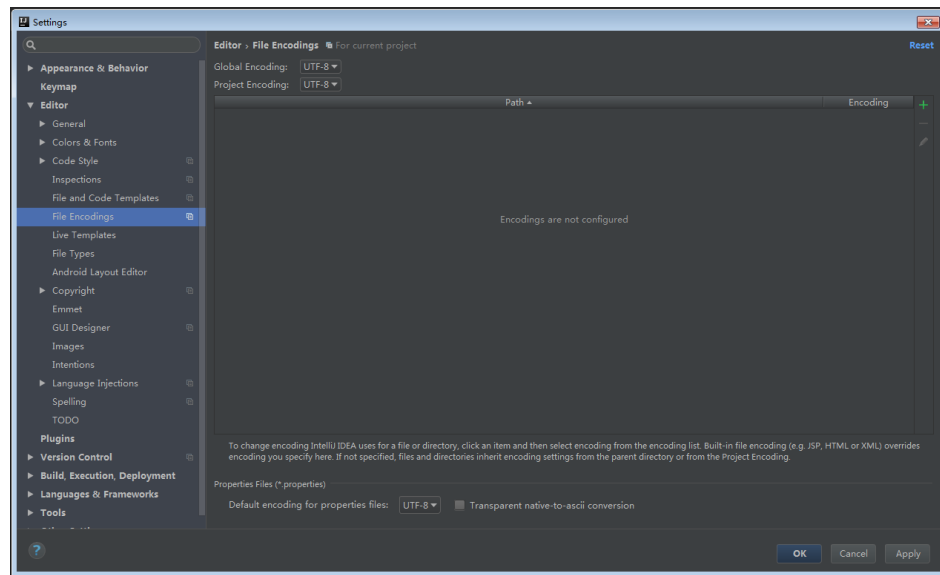 Settings
Editor › File Encodings For current project Reset
Global Encoding: UTF-8
Project Encoding: UTF-8
Path Encoding
Encodings are not configured
Appearance & Behavior
Keymap
Editor
General
Colors & Fonts
Code Style
Inspections
File and Code Templates
File Encodings
Live Templates
File Types
Android Layout Editor
Copyright
Emmet
GUI Designer
Images
Intentions
Language Injections
Spelling
TODO
Plugins
Version Control
Build, Execution, Deployment
Languages & Frameworks
Tools
To change encoding IntelliJ IDEA uses for a file or directory, click an item and then select encoding from the encoding list. Built-in file encoding (e.g. JSP, HTML or XML) overrides
encoding you specify here. If not specified, files and directories inherit encoding settings from the parent directory or from the Project Encoding.
Properties Files (*.properties)
Default encoding for properties files: UTF-8 Transparent native-to-ascii conversion
? OK Cancel Apply